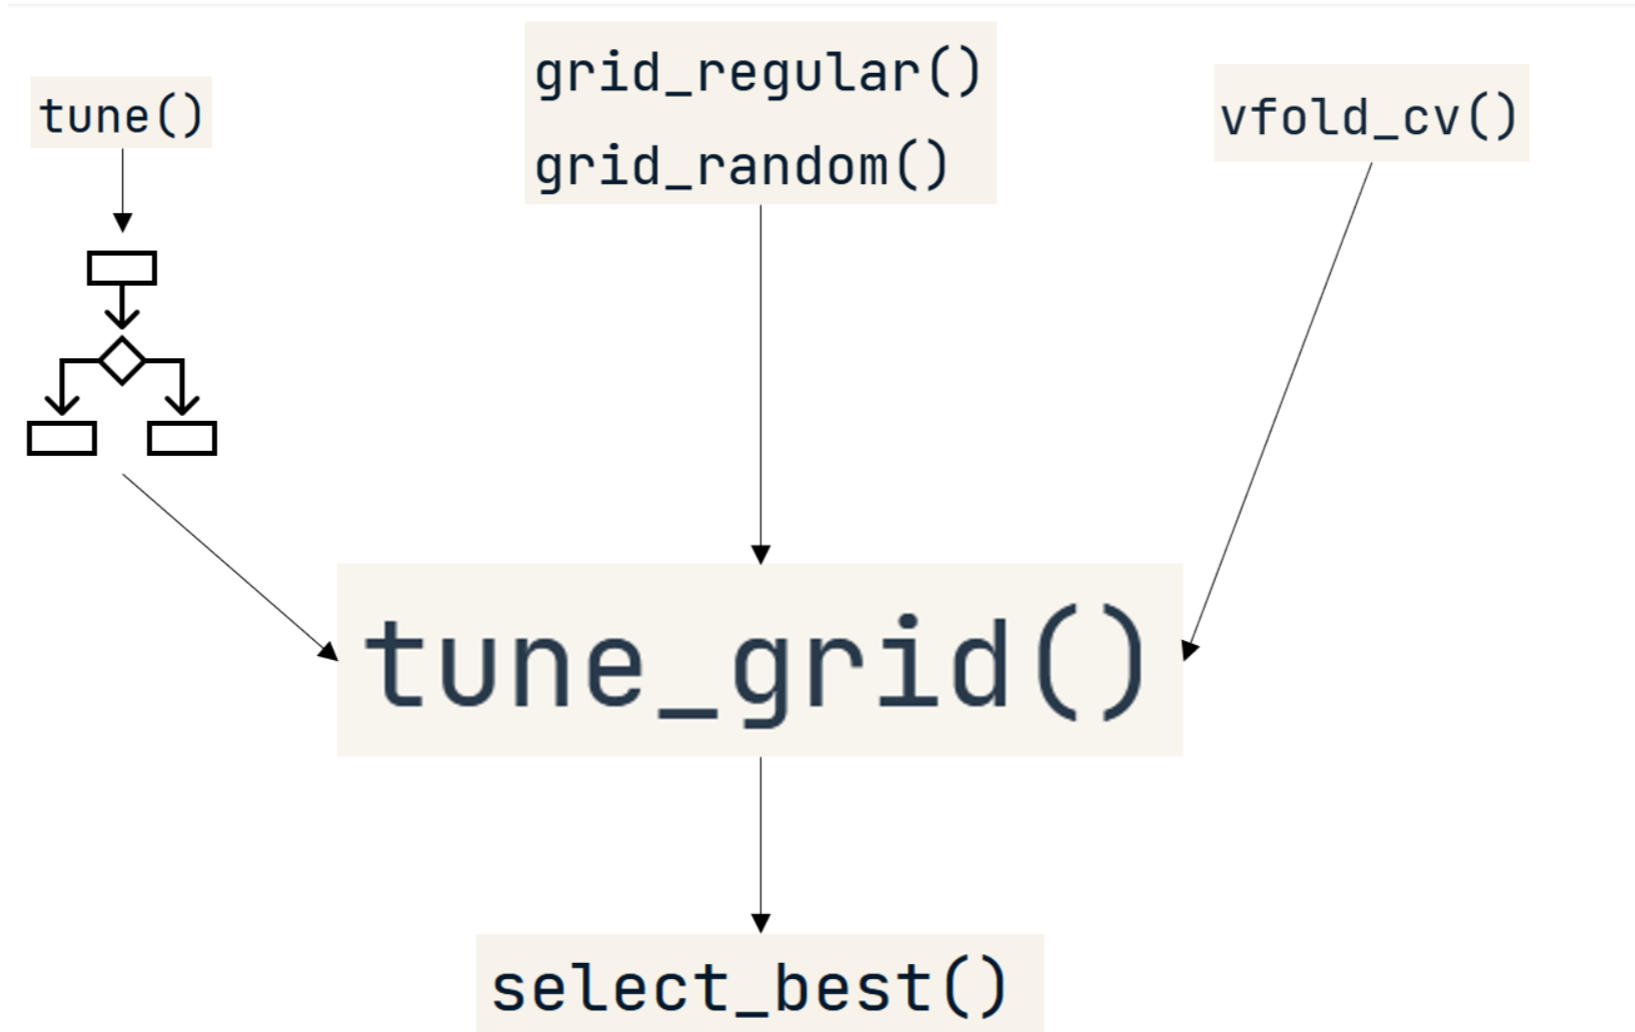 tune()
grid_regular()
grid_random()
vfold_cv()
tune_grid()
select_best()